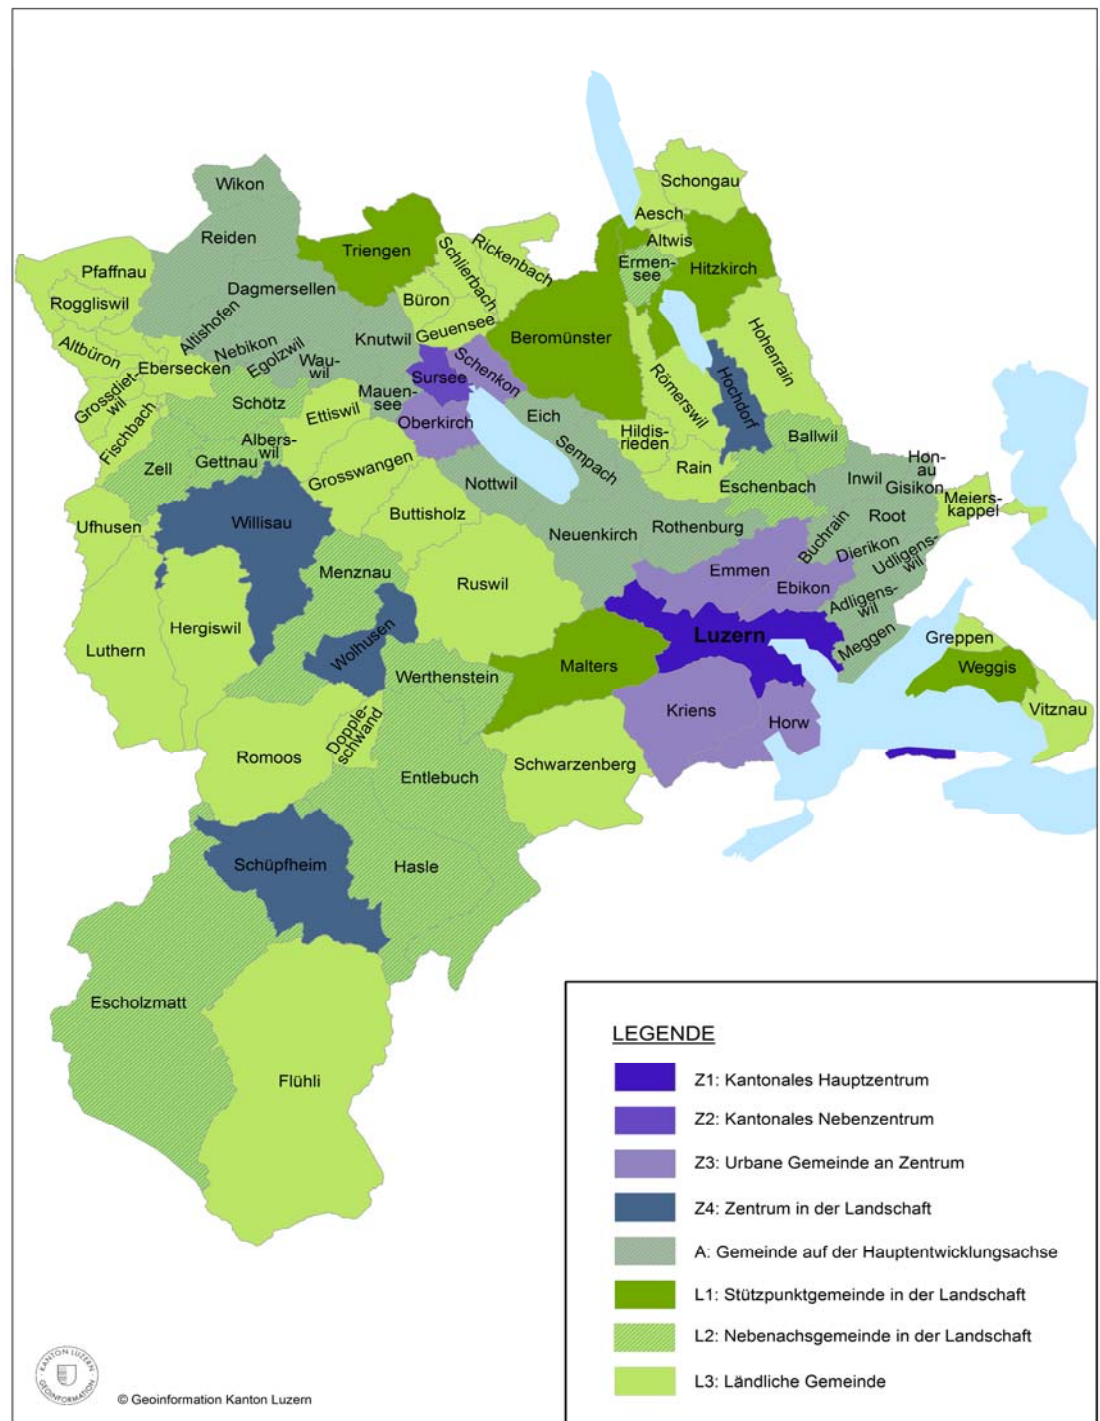 Wikon
Schongau
Aesch
Reiden
Triengen
Schlierbach
Rickenbach
Altwis
Ermen-
see
Hitzkirch
Pfaffnau
Roggliswil
Dagmersellen
Büron
Altishofen
Knutwil
Geuensee
Beromünster
Hohenrain
Altbüron
Nebikon
Egolzwil
Wau-
wil
Ebersecken
Sursee
Schenkon
Römerswil
Hochdorf
Grossdiet-
wil
Fischbach
Schötz
Ettiswil
Mauen-
see
Oberkirch
Eich
Sempach
Hildis-
rieden
Ballwil
Albers-
wil
Zell
Gettnau
Grosswangen
Nottwil
Rain
Eschenbach
Inwil
Hon-
au
Gisikon
Meiers-
kappel
Ufhusen
Willisau
Buttisholz
Neuenkirch
Rothenburg
Buchrain
Root
Dierikon
Udligens-
wil
Menznau
Ruswil
Emmen
Ebikon
Adligens-
wil
Hergiswil
Luthern
Wolhusen
Werthenstein
Malters
Luzern
Meggen
Greppen
Weggis
Vitznau
Kriens
Horw
Romoos
Dopple-
schwand
Entlebuch
Schwarzenberg
Schüpfheim
Hasle
Escholzmatt
Flühli
LEGENDE
Z1: Kantonales Hauptzentrum
Z2: Kantonales Nebenzentrum
Z3: Urbane Gemeinde an Zentrum
Z4: Zentrum in der Landschaft
A: Gemeinde auf der Hauptentwicklungsachse
L1: Stützpunktgemeinde in der Landschaft
L2: Nebenachsgemeinde in der Landschaft
L3: Ländliche Gemeinde
KANTON LUZERN
GEOINFORMATION
© Geoinformation Kanton Luzern